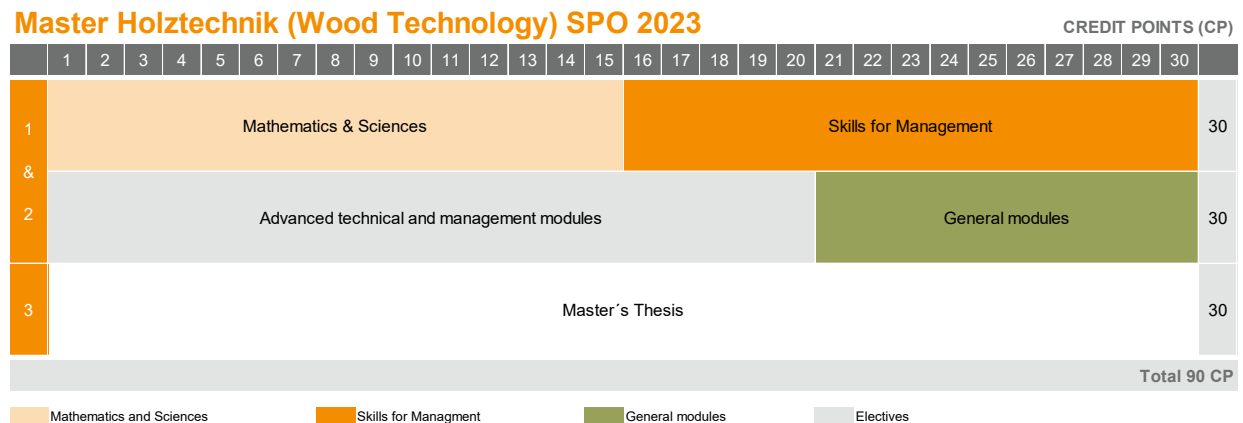 Master Holztechnik (Wood Technology) SPO 2023
CREDIT POINTS (CP)
1 2 3 4 5 6 7 8 9 10 11 12 13 14 15 16 17 18 19 20 21 22 23 24 25 26 27 28 29 30
1
&
2
Mathematics & Sciences
Skills for Management
30
Advanced technical and management modules
General modules
30
3
Master´s Thesis
30
Total 90 CP
Mathematics and Sciences
Skills for Managment
General modules
Electives